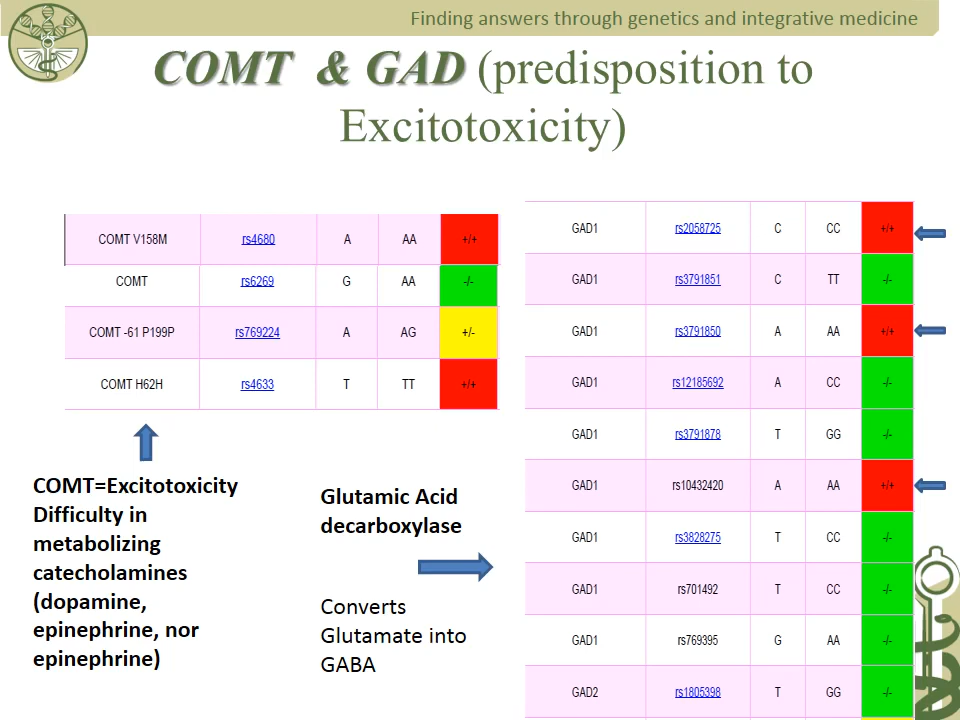 Finding answers through genetics and integrative medicine
COMT & GAD (predisposition to
Excitotoxicity)
COMT V158M rs4680 A AA +/+
COMT rs6269 G AA -/-
COMT -61 P199P rs769224 A AG +/-
COMT H62H rs4633 T TT +/+
COMT=Excitotoxicity
Difficulty in
metabolizing
catecholamines
(dopamine,
epinephrine, nor
epinephrine)
Glutamic Acid
decarboxylase
Converts
Glutamate into
GABA
GAD1 rs2058725 C CC +/+
GAD1 rs3791851 C TT -/-
GAD1 rs3791850 A AA +/+
GAD1 rs12185692 A CC -/-
GAD1 rs3791878 T GG -/-
GAD1 rs10432420 A AA +/+
GAD1 rs3828275 T CC -/-
GAD1 rs701492 T CC -/-
GAD1 rs769395 G AA -/-
GAD2 rs1805398 T GG -/-